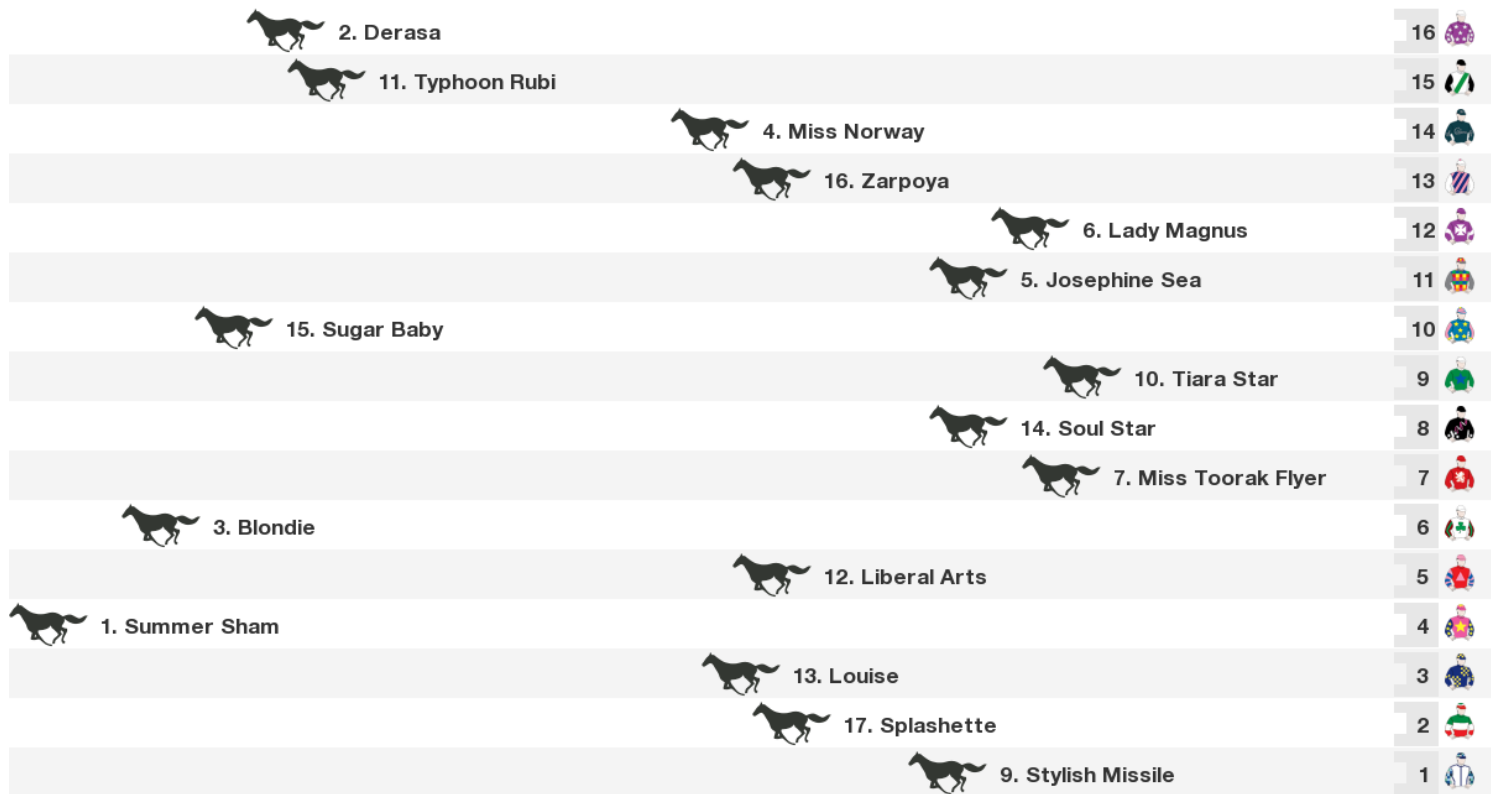 2. Derasa 16
11. Typhoon Rubi 15
4. Miss Norway 14
16. Zarpoya 13
6. Lady Magnus 12
5. Josephine Sea 11
15. Sugar Baby 10
10. Tiara Star 9
14. Soul Star 8
7. Miss Toorak Flyer 7
3. Blondie 6
12. Liberal Arts 5
1. Summer Sham 4
13. Louise 3
17. Splashette 2
9. Stylish Missile 1